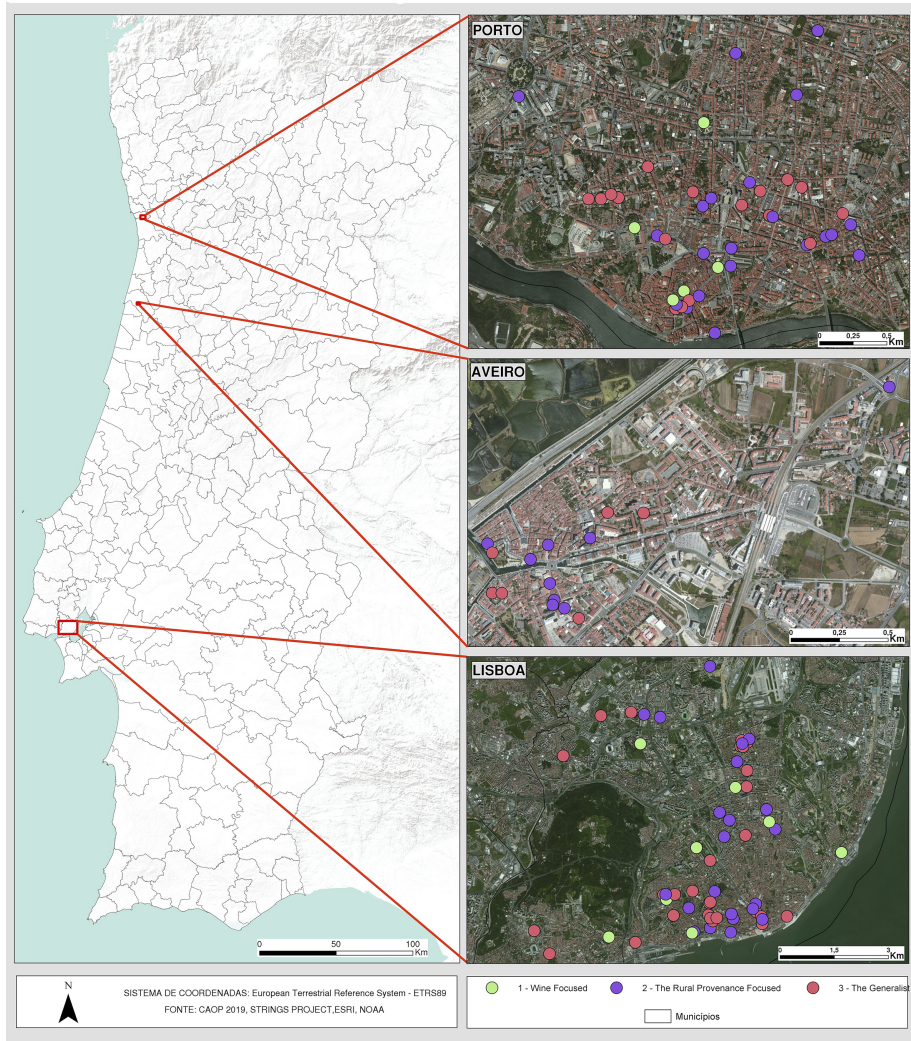 PORTO
0 0,25 0,5
Km
AVEIRO
0 0,25 0,5
Km
LISBOA
0 1,5 3
Km
0 50 100
Km
N
SISTEMA DE COORDENADAS: European Terrestrial Reference System - ETRS89
FONTE: CAOP 2019, STRINGS PROJECT,ESRI, NOAA
1 - Wine Focused 2 - The Rural Provenance Focused 3 - The Generalist
Municípios